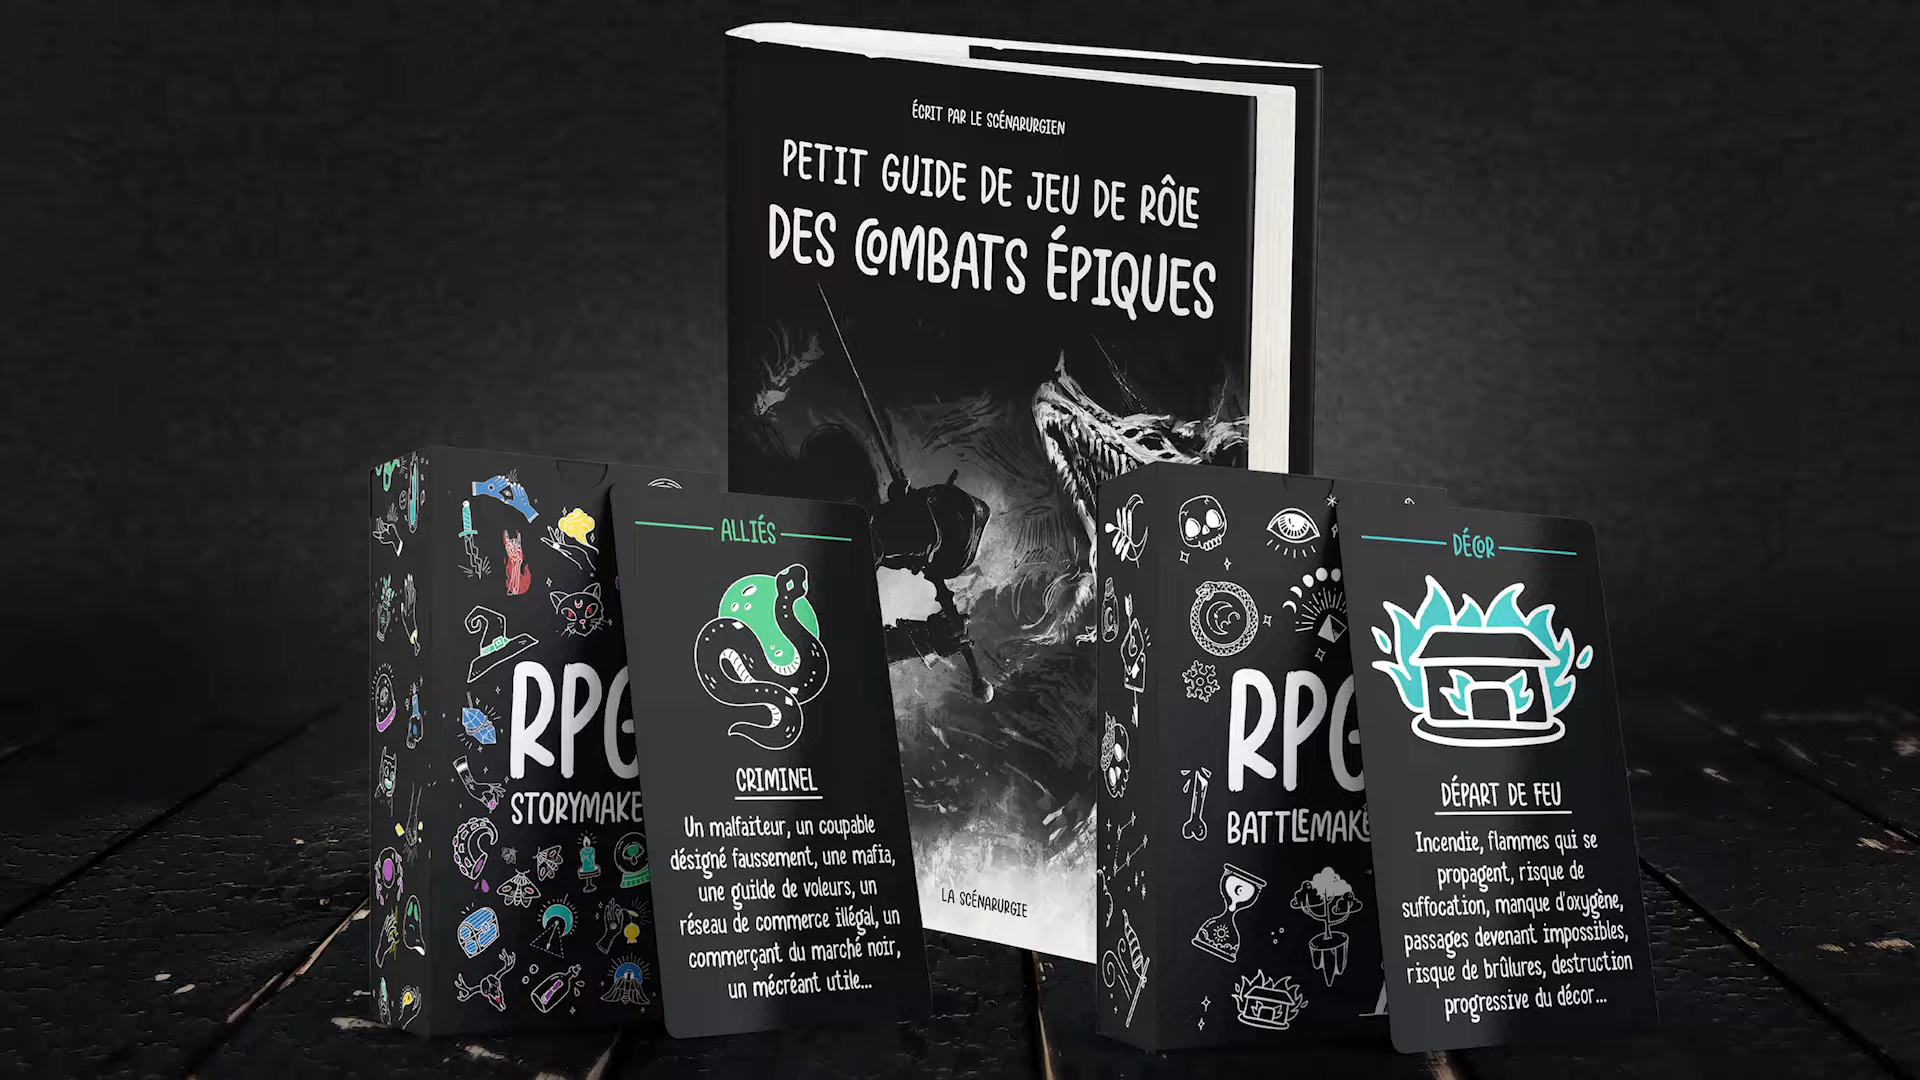 ÉCRIT PAR LE SCÉNARURGIEN
PETIT GUIDE DE JEU DE RÔLE
DES COMBATS ÉPIQUES
LA SCÉNARURGIE
RPG
STORYMAKE
ALLIÉS
CRIMINEL
Un malfaiteur, un coupable
désigné faussement, une mafia,
une guilde de voleurs, un
réseau de commerce illégal, un
commerçant du marché noir,
un mécréant utile...
RPG
BATTLEMAKE
DÉCOR
DÉPART DE FEU
Incendie, flammes qui se
propagent, risque de
suffocation, manque d'oxygène,
passages devenant impossibles,
risque de brûlures, destruction
progressive du décor...